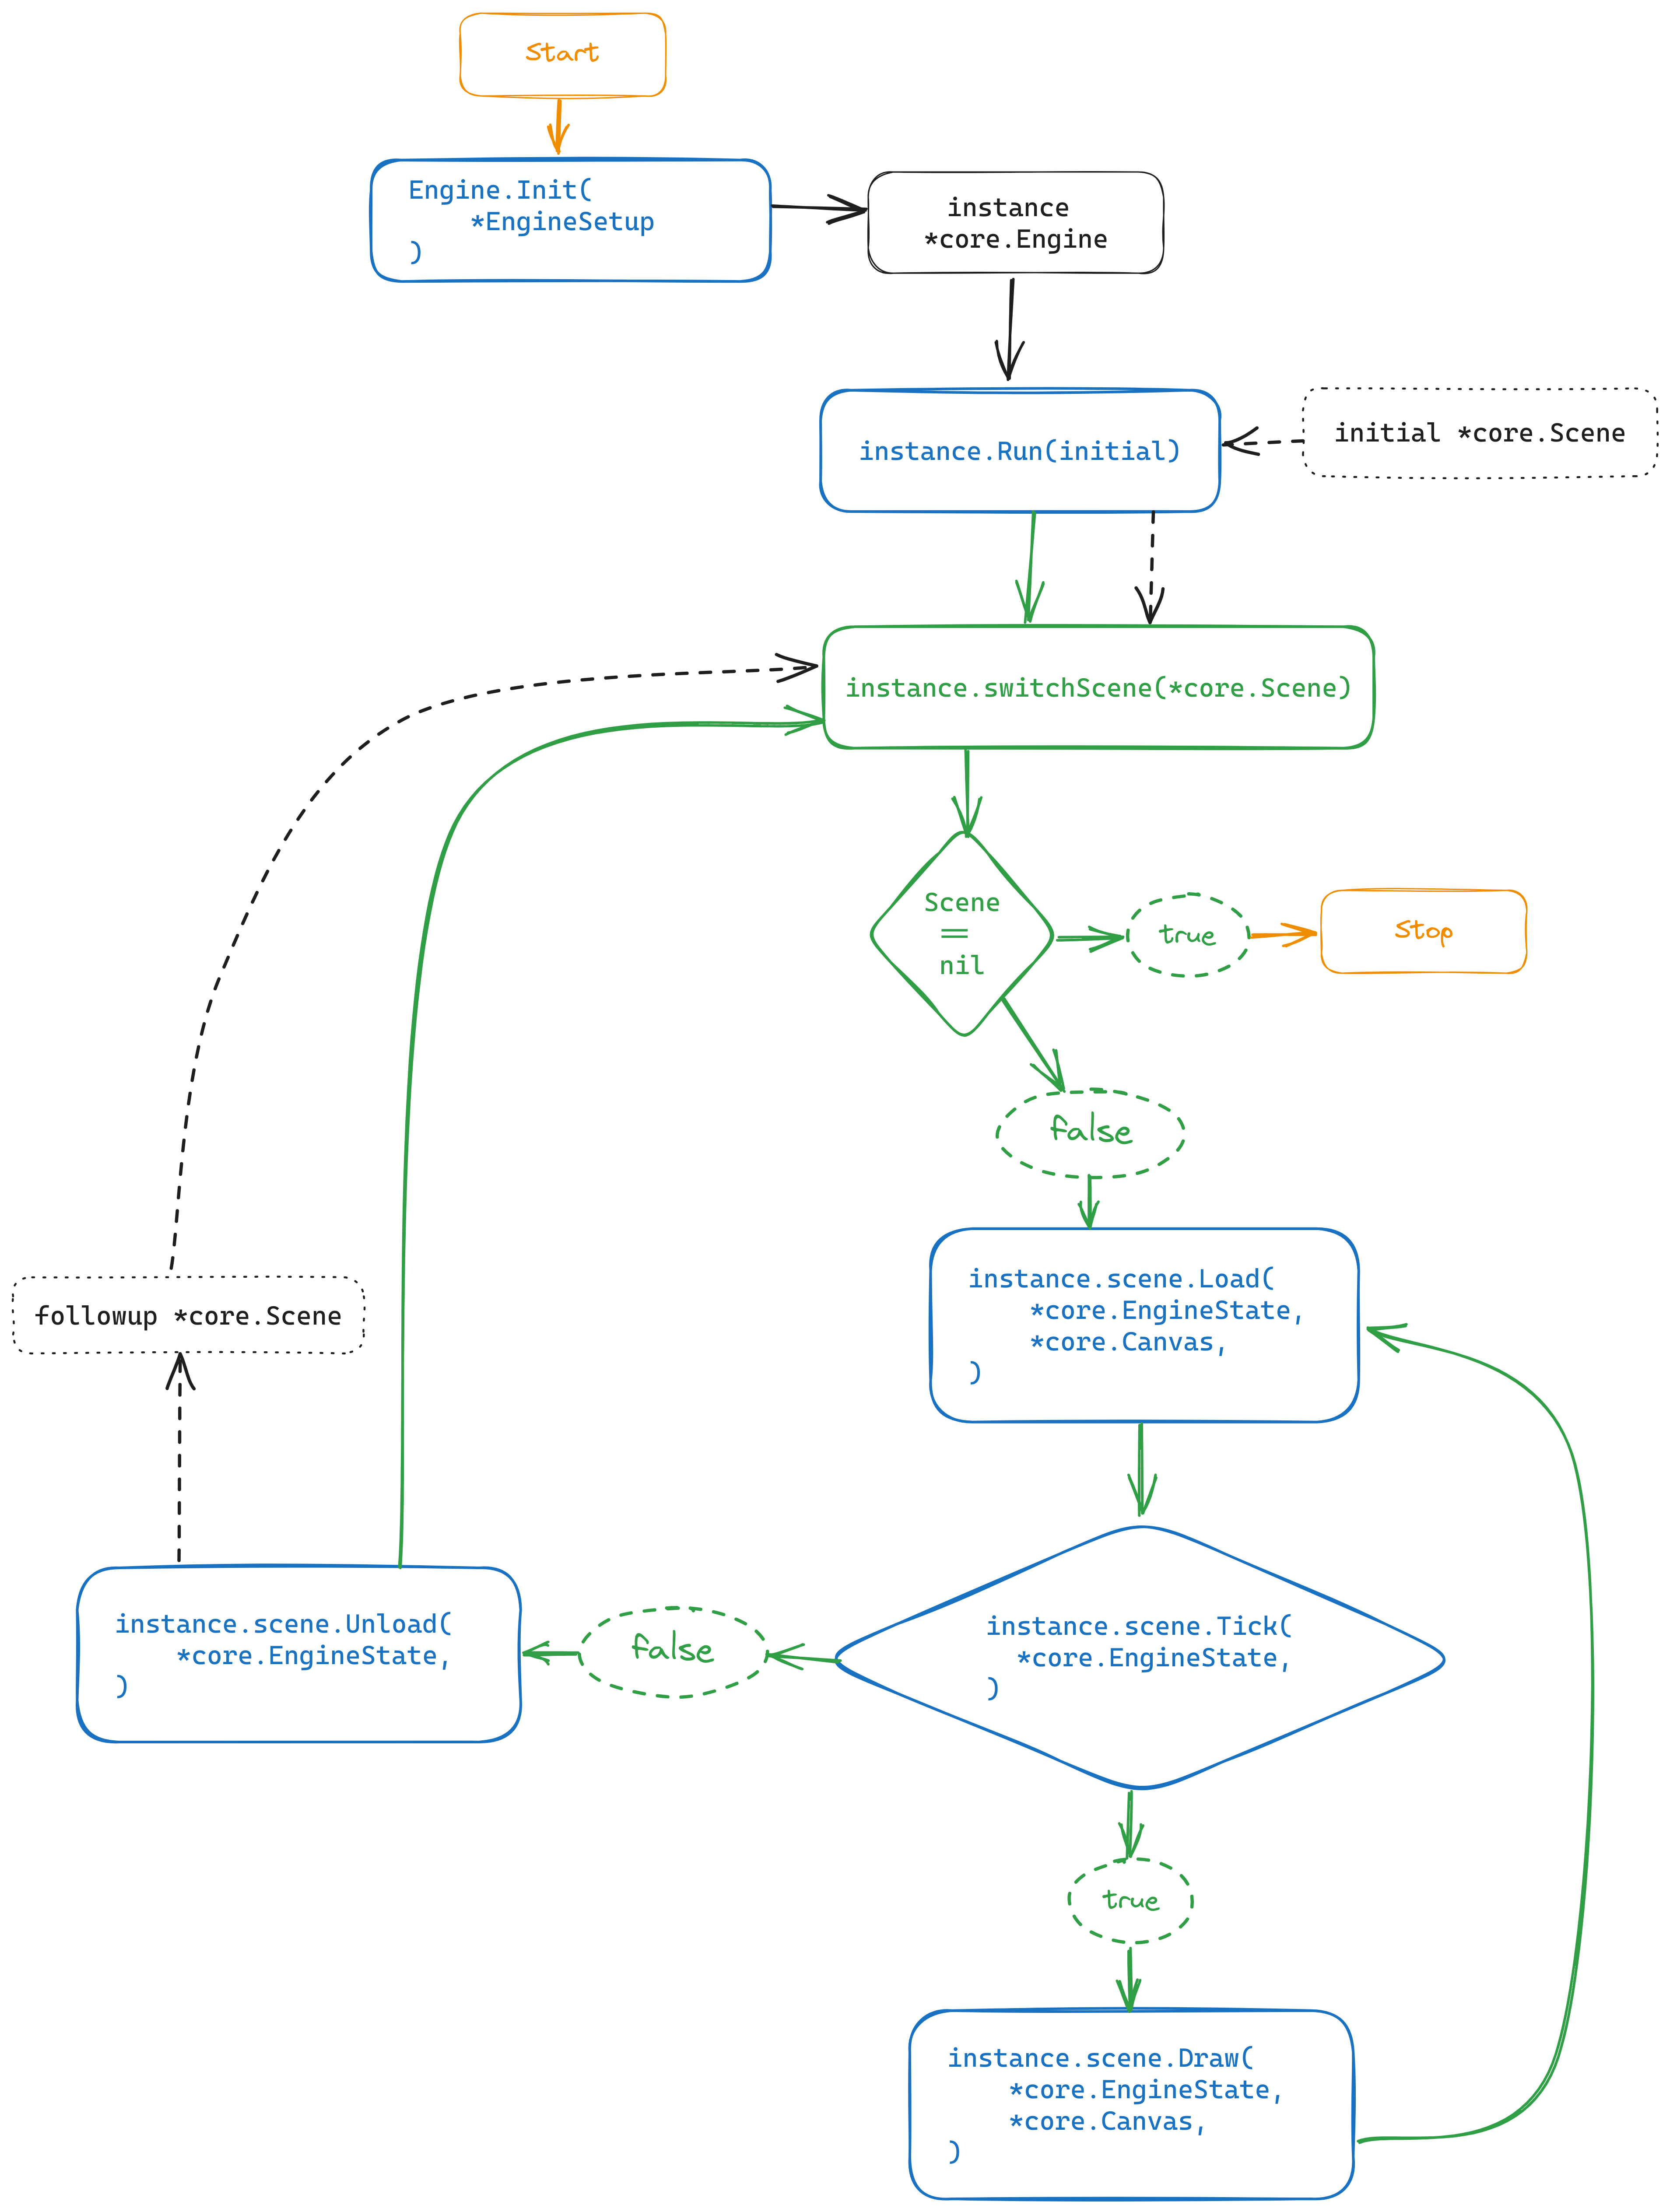 Start
Engine.Init(
*EngineSetup
)
instance
*core.Engine
instance.Run(initial)
initial *core.Scene
instance.switchScene(*core.Scene)
Scene
==
nil
true
Stop
false
instance.scene.Load(
*core.EngineState,
*core.Canvas,
)
followup *core.Scene
instance.scene.Tick(
*core.EngineState,
)
false
instance.scene.Unload(
*core.EngineState,
)
true
instance.scene.Draw(
*core.EngineState,
*core.Canvas,
)